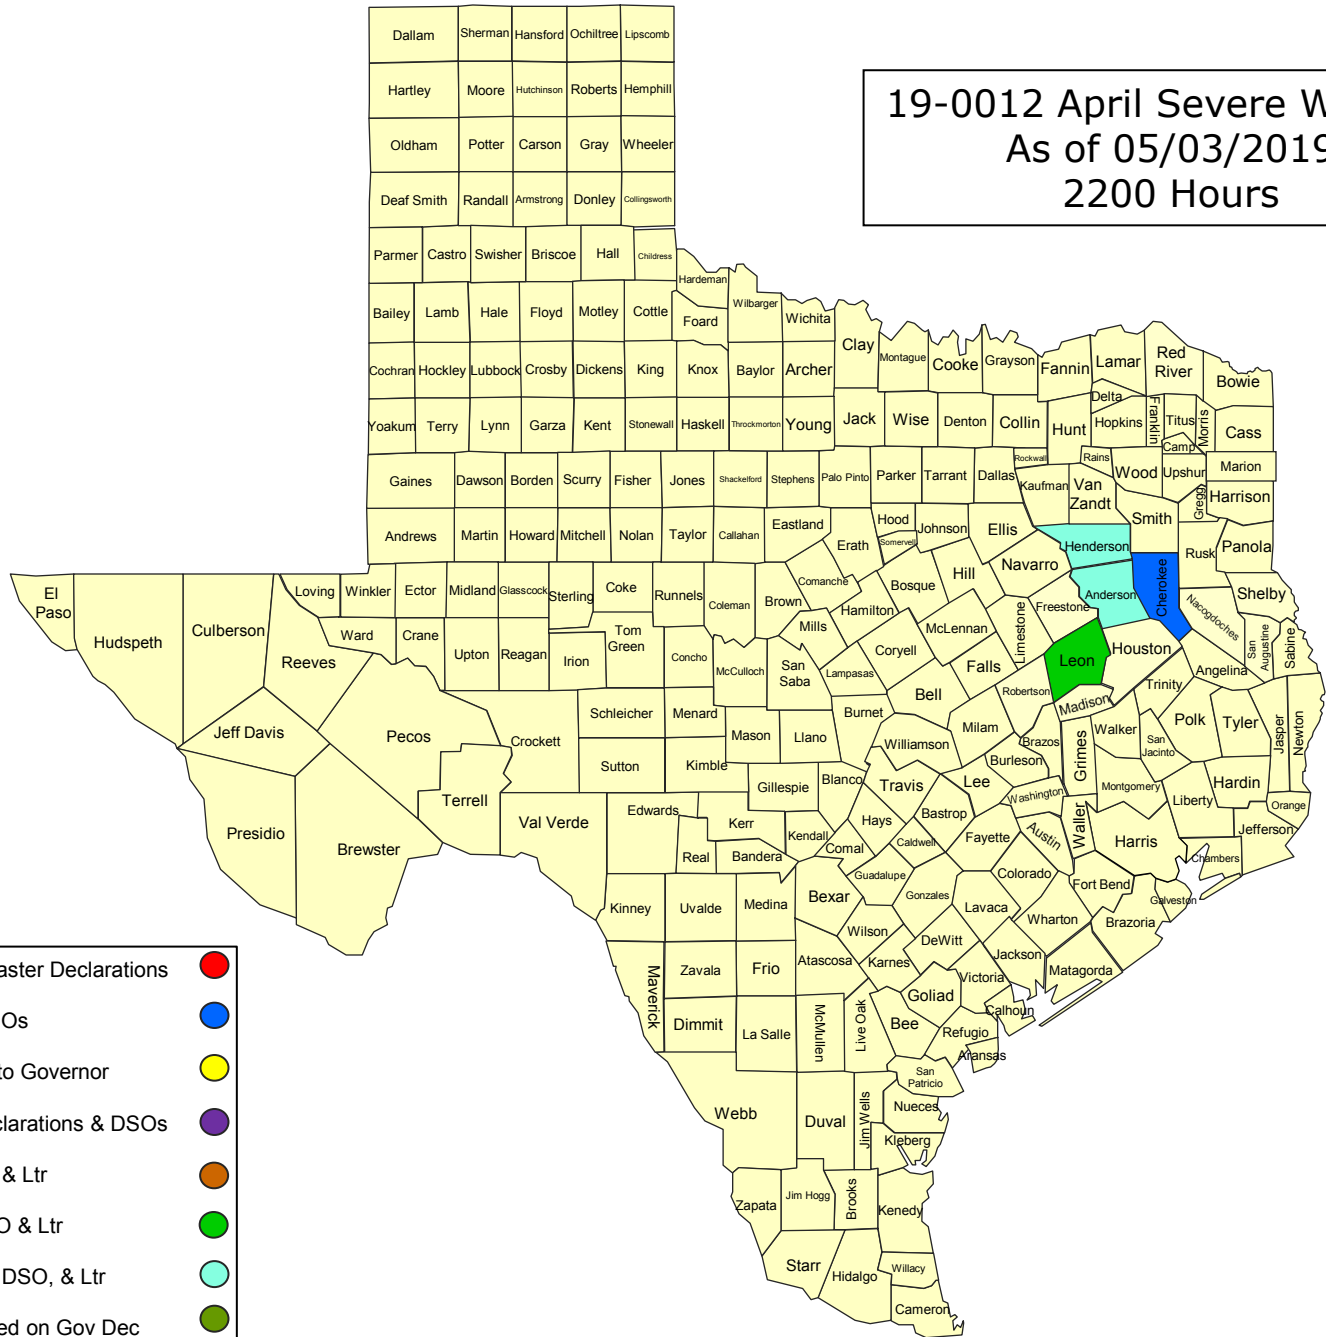 Dallam Sherman Hansford Ochiltree Lipscomb
Hartley Moore Hutchinson Roberts Hemphill
19-0012 April Severe W
As of 05/03/2019
2200 Hours
Oldham Potter Carson Gray Wheeler
Deaf Smith Randall Armstrong Donley Collingsworth
Parmer Castro Swisher Briscoe Hall Childress
Hardeman
Bailey Lamb Hale Floyd Motley Cottle Foard Wilbarger Wichita
Clay Montague Cooke Grayson Fannin Lamar Red River Bowie
Cochran Hockley Lubbock Crosby Dickens King Knox Baylor Archer
Delta
Yoakum Terry Lynn Garza Kent Stonewall Haskell Throckmorton Young Jack Wise Denton Collin Hunt Hopkins Franklin Titus Morris Cass
Camp
Rockwall Rains
Gaines Dawson Borden Scurry Fisher Jones Shackelford Stephens Palo Pinto Parker Tarrant Dallas Kaufman Van Zandt Wood Upshur Marion
Gregg Harrison
Andrews Martin Howard Mitchell Nolan Taylor Callahan Eastland Erath Hood Somervell Johnson Ellis Henderson Smith Rusk Panola
El Paso Hudspeth Culberson Loving Winkler Ector Midland Glasscock Sterling Coke Runnels Coleman Brown Comanche Hamilton Bosque Hill Navarro Freestone Anderson Cherokee Nacogdoches Shelby
Reeves Ward Crane Upton Reagan Irion Tom Green Concho McCulloch San Saba Mills Lampasas Coryell McLennan Limestone Falls Leon Houston Angelina San Augustine Sabine
Jeff Davis Pecos Crockett Schleicher Menard Mason Llano Burnet Bell Milam Robertson Madison Trinity Polk Tyler Jasper Newton
Sutton Kimble Gillespie Blanco Williamson Travis Lee Burleson Brazos Grimes Walker San Jacinto
Presidio Brewster Terrell Val Verde Edwards Kerr Kendall Hays Bastrop Washington Montgomery Liberty Hardin Orange
Real Bandera Comal Caldwell Fayette Austin Waller Harris Jefferson Chambers
Kinney Uvalde Medina Bexar Guadalupe Gonzales Lavaca Colorado Fort Bend Galveston
Wilson DeWitt Wharton Brazoria
Maverick Zavala Frio Atascosa Karnes Victoria Jackson Matagorda
Dimmit La Salle McMullen Live Oak Bee Goliad Refugio Calhoun
Aransas
San Patricio
Webb Duval Jim Wells Nueces
Kleberg
Zapata Jim Hogg Brooks Kenedy
Starr Hidalgo Willacy
Cameron
aster Declarations
Os
to Governor
clarations & DSOs
& Ltr
O & Ltr
DSO, & Ltr
ed on Gov Dec